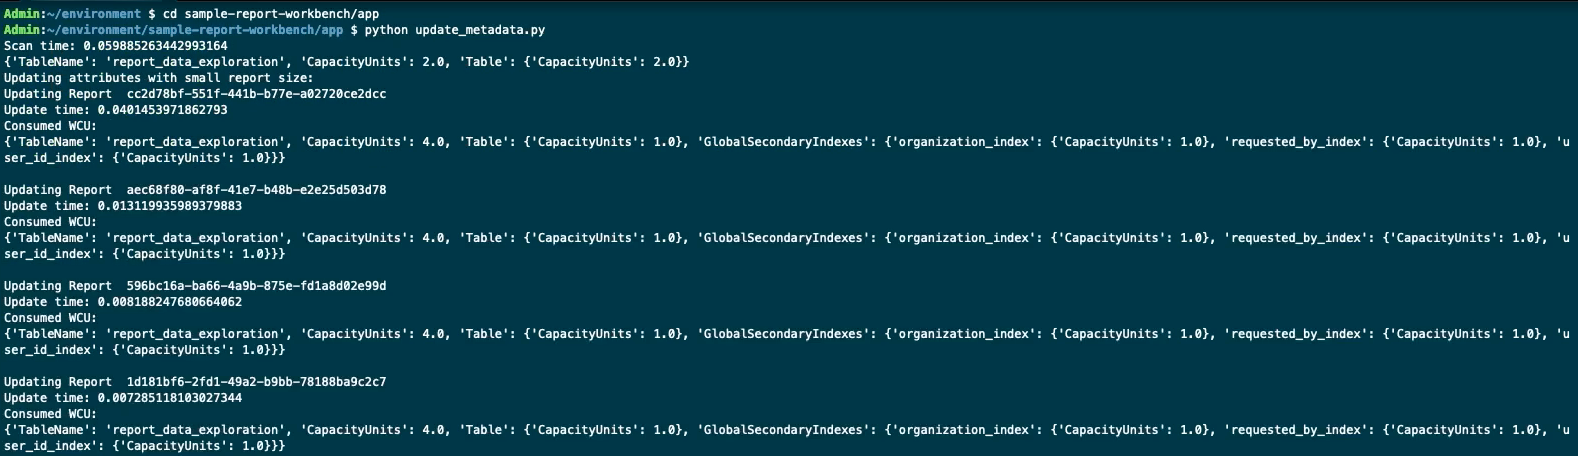 Admin:~/environment $ cd sample-report-workbench/app
Admin:~/environment/sample-report-workbench/app $ python update_metadata.py
Scan time: 0.059885263442993164
{'TableName': 'report_data_exploration', 'CapacityUnits': 2.0, 'Table': {'CapacityUnits': 2.0}}
Updating attributes with small report size:
Updating Report  cc2d78bf-551f-441b-b77e-a02720ce2dcc
Update time: 0.0401453971862793
Consumed WCU:
{'TableName': 'report_data_exploration', 'CapacityUnits': 4.0, 'Table': {'CapacityUnits': 1.0}, 'GlobalSecondaryIndexes': {'organization_index': {'CapacityUnits': 1.0}, 'requested_by_index': {'CapacityUnits': 1.0}, 'u
ser_id_index': {'CapacityUnits': 1.0}}}
Updating Report  aec68f80-af8f-41e7-b48b-e2e25d503d78
Update time: 0.013119935989379883
Consumed WCU:
{'TableName': 'report_data_exploration', 'CapacityUnits': 4.0, 'Table': {'CapacityUnits': 1.0}, 'GlobalSecondaryIndexes': {'organization_index': {'CapacityUnits': 1.0}, 'requested_by_index': {'CapacityUnits': 1.0}, 'u
ser_id_index': {'CapacityUnits': 1.0}}}
Updating Report  596bc16a-ba66-4a9b-875e-fd1a8d02e99d
Update time: 0.008188247680664062
Consumed WCU:
{'TableName': 'report_data_exploration', 'CapacityUnits': 4.0, 'Table': {'CapacityUnits': 1.0}, 'GlobalSecondaryIndexes': {'organization_index': {'CapacityUnits': 1.0}, 'requested_by_index': {'CapacityUnits': 1.0}, 'u
ser_id_index': {'CapacityUnits': 1.0}}}
Updating Report  1d181bf6-2fd1-49a2-b9bb-78188ba9c2c7
Update time: 0.007285118103027344
Consumed WCU:
{'TableName': 'report_data_exploration', 'CapacityUnits': 4.0, 'Table': {'CapacityUnits': 1.0}, 'GlobalSecondaryIndexes': {'organization_index': {'CapacityUnits': 1.0}, 'requested_by_index': {'CapacityUnits': 1.0}, 'u
ser_id_index': {'CapacityUnits': 1.0}}}